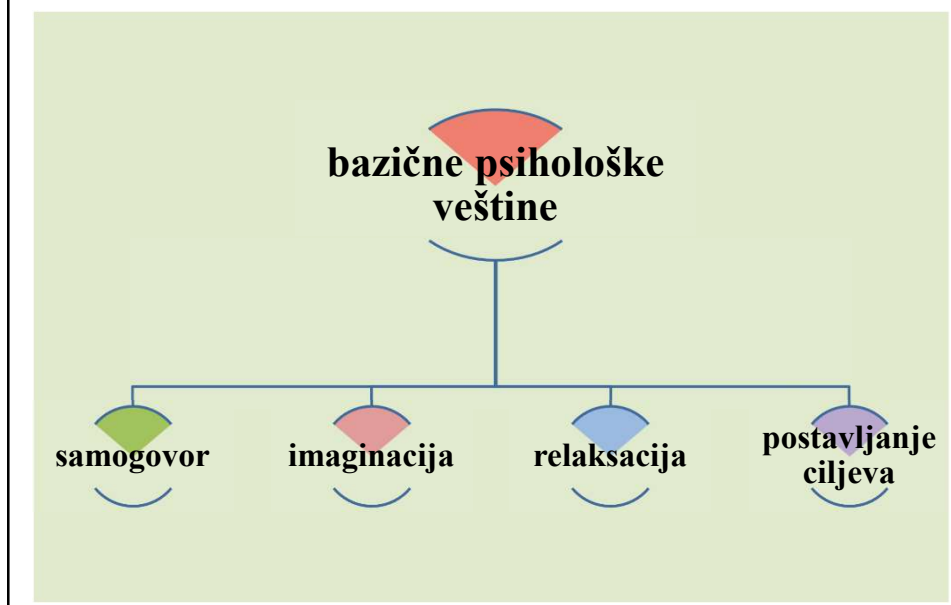 bazične psihološke
veštine
samogovor
imaginacija
relaksacija
postavljanje
ciljeva